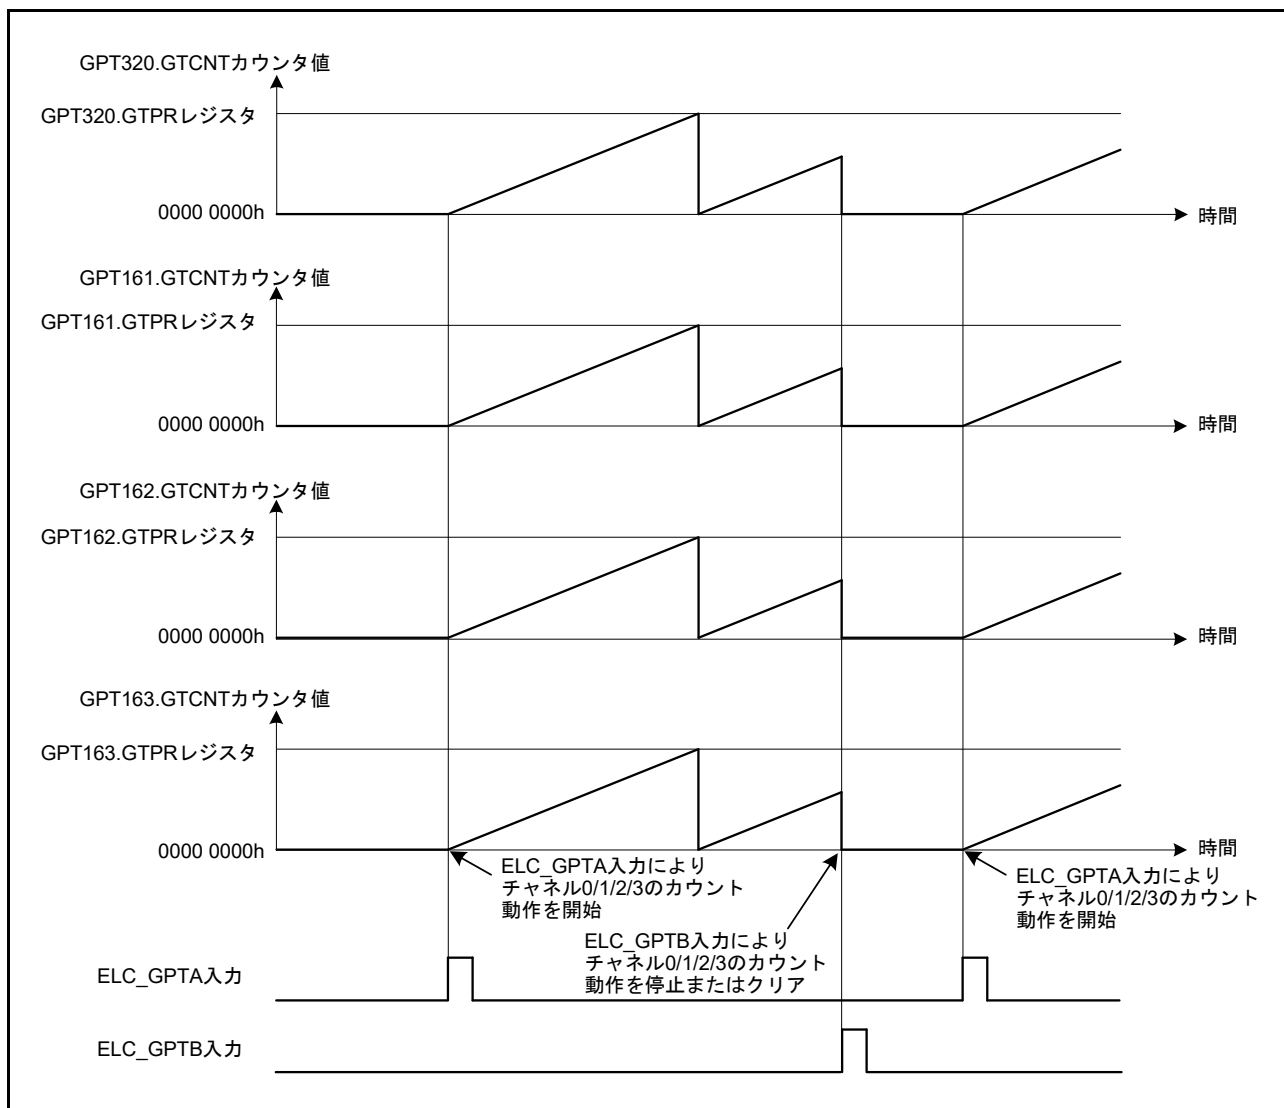 GPT320.GTCNTカウンタ値
GPT320.GTPRレジスタ
0000 0000h
時間
GPT161.GTCNTカウンタ値
GPT161.GTPRレジスタ
0000 0000h
時間
GPT162.GTCNTカウンタ値
GPT162.GTPRレジスタ
0000 0000h
時間
GPT163.GTCNTカウンタ値
GPT163.GTPRレジスタ
0000 0000h
時間
ELC_GPTA入力により
チャネル0/1/2/3のカウント
動作を開始
ELC_GPTB入力により
チャネル0/1/2/3のカウント
動作を停止またはクリア
ELC_GPTA入力により
チャネル0/1/2/3のカウント
動作を開始
ELC_GPTA入力
ELC_GPTB入力